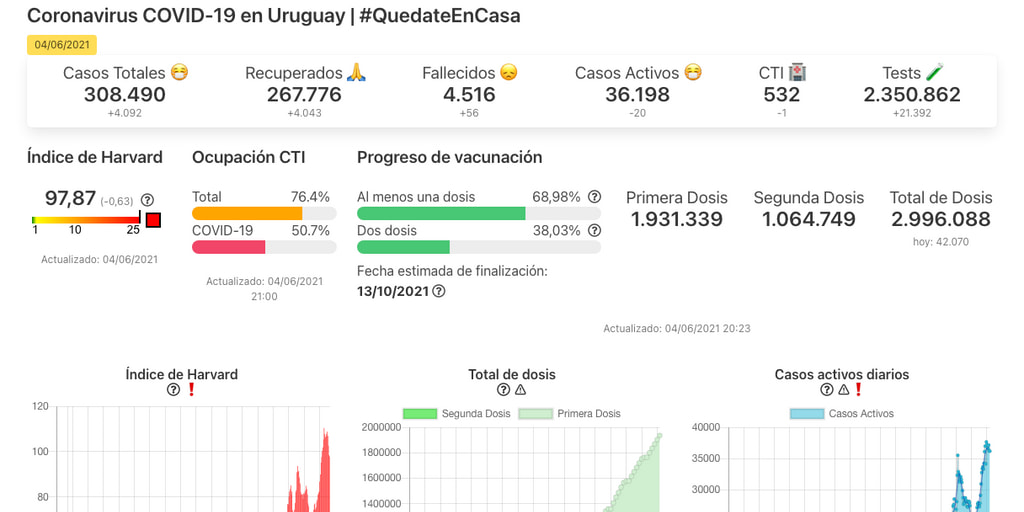 Coronavirus COVID-19 en Uruguay | #QuedateEnCasa
04/06/2021
Casos Totales 😷 Recuperados 🙏 Fallecidos 😞 Casos Activos 😷 CTI 🏥 Tests 🧪
308.490 267.776 4.516 36.198 532 2.350.862
+4.092 +4.043 +56 -20 -1 +21.392
Índice de Harvard Ocupación CTI Progreso de vacunación
97,87 (-0,63) ?
1 10 25
Actualizado: 04/06/2021
Total 76.4%
COVID-19 50.7%
Actualizado: 04/06/2021
21:00
Al menos una dosis 68,98% ?
Dos dosis 38,03% ?
Fecha estimada de finalización:
13/10/2021 ?
Primera Dosis Segunda Dosis Total de Dosis
1.931.339 1.064.749 2.996.088
hoy: 42.070
Actualizado: 04/06/2021 20:23
Índice de Harvard
? ❗
120
100
80
Total de dosis
? ⚠
Segunda Dosis Primera Dosis
2000000
1800000
1600000
1400000
Casos activos diarios
? ⚠ ❗
Casos Activos
40000
35000
30000